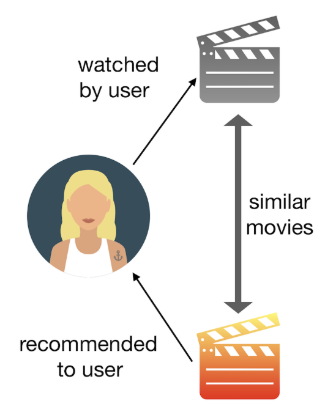 watched
by user
similar
movies
recommended
to user